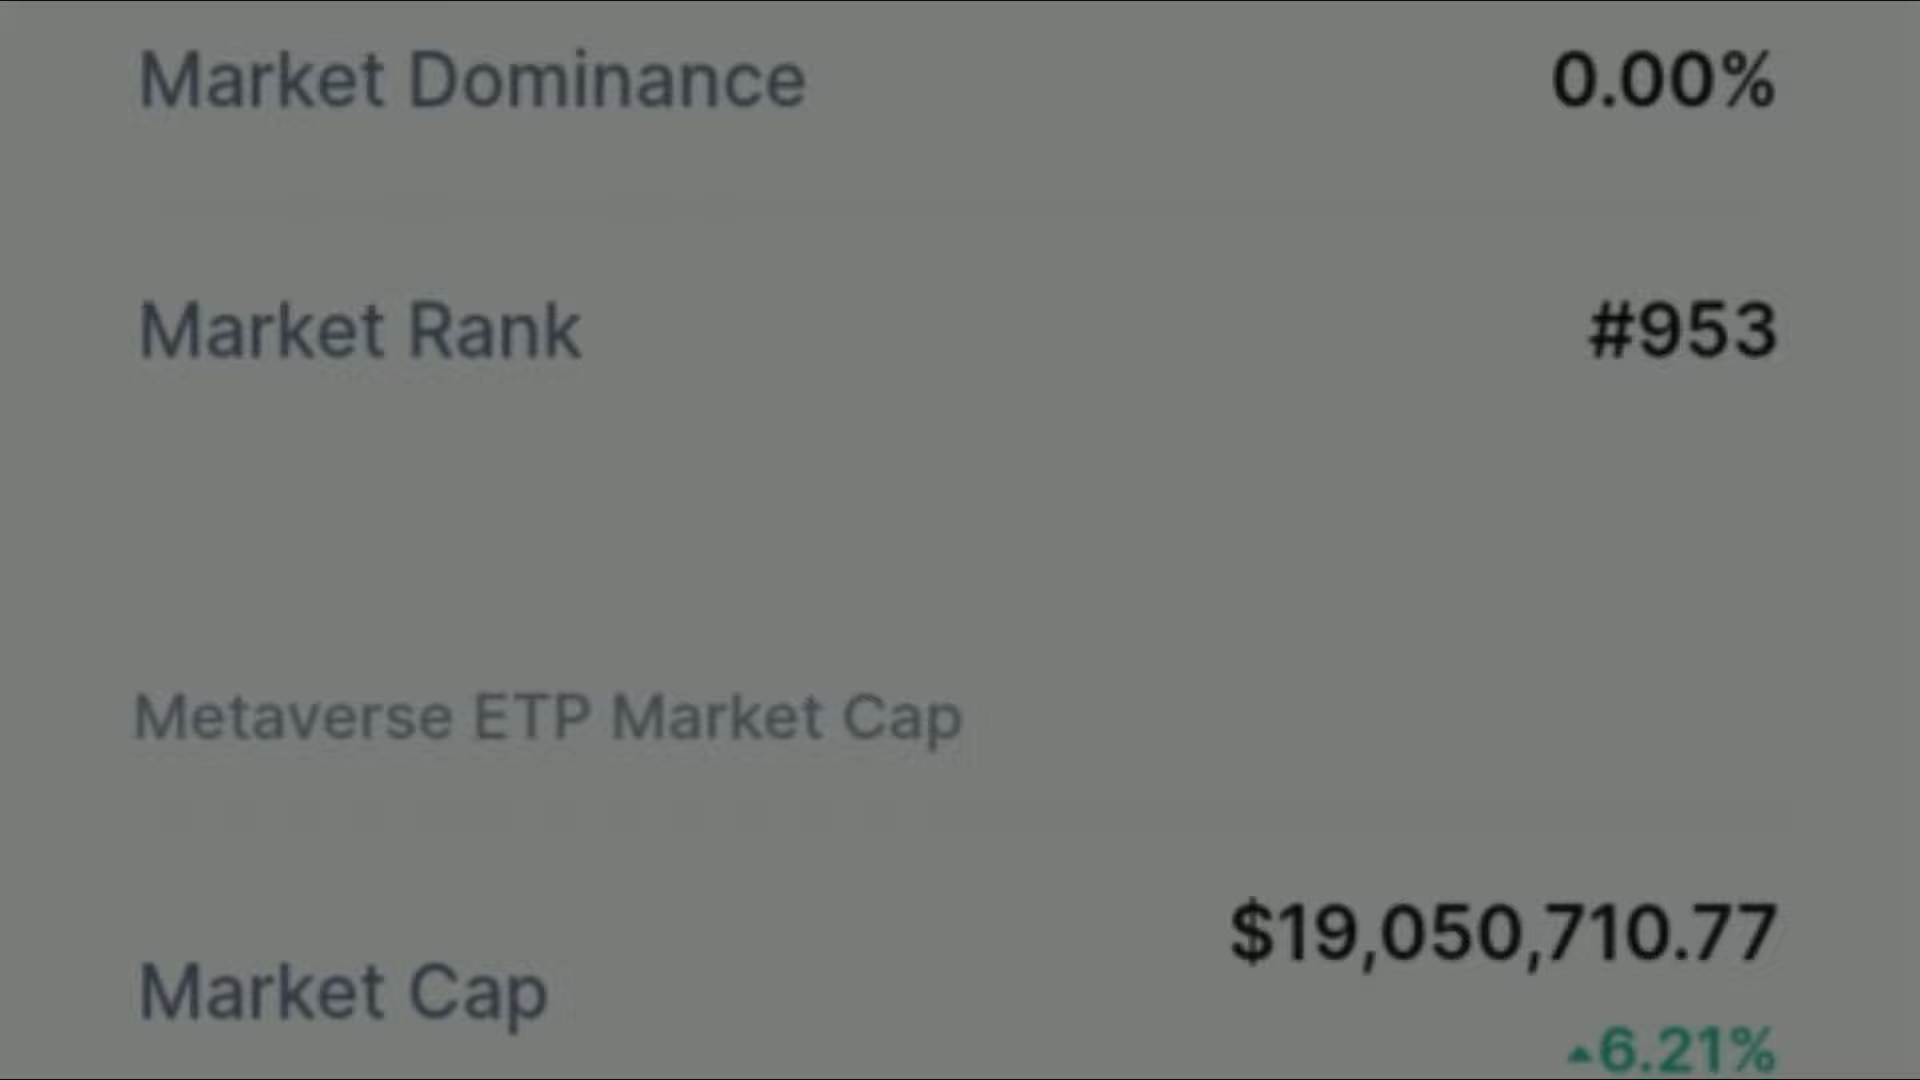 Market Dominance 0.00%
Market Rank #953
Metaverse ETP Market Cap
$19,050,710.77
Market Cap
▲6.21%